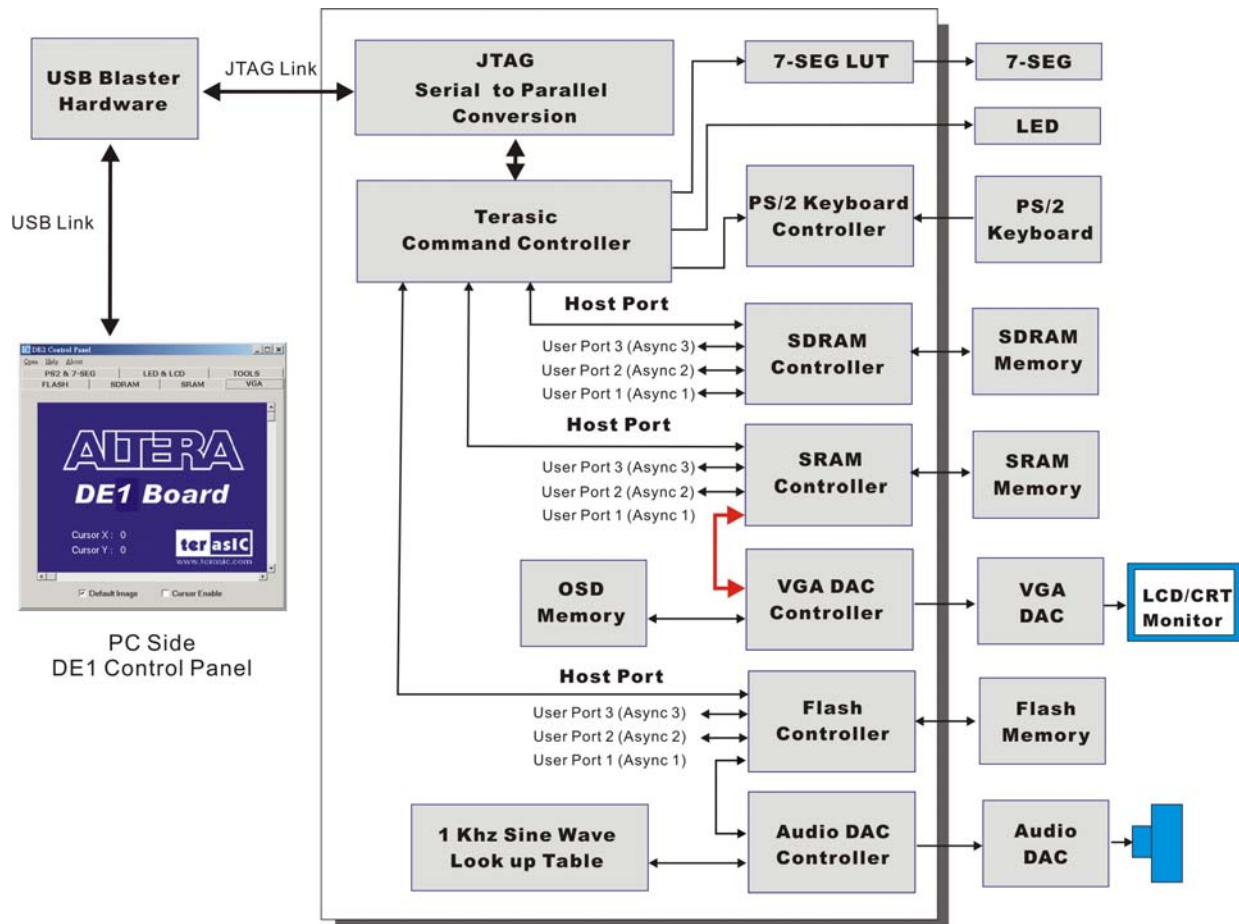 USB Blaster
Hardware
JTAG Link
JTAG
Serial to Parallel
Conversion
7-SEG LUT
7-SEG
LED
USB Link
Terasic
Command Controller
PS/2 Keyboard
Controller
PS/2
Keyboard
Host Port
User Port 3 (Async 3)
User Port 2 (Async 2)
User Port 1 (Async 1)
SDRAM
Controller
SDRAM
Memory
DE2 Control Panel
Open Help About
PS2 & 7-SEG LED & LCD TOOLS
FLASH SDRAM SRAM VGA
ALTERA
DE1 Board
Cursor X : 0
Cursor Y : 0
terasIC
www.terasic.com
Default Image Cursor Enable
PC Side
DE1 Control Panel
Host Port
User Port 3 (Async 3)
User Port 2 (Async 2)
User Port 1 (Async 1)
SRAM
Controller
SRAM
Memory
OSD
Memory
VGA DAC
Controller
VGA
DAC
LCD/CRT
Monitor
Host Port
User Port 3 (Async 3)
User Port 2 (Async 2)
User Port 1 (Async 1)
Flash
Controller
Flash
Memory
1 Khz Sine Wave
Look up Table
Audio DAC
Controller
Audio
DAC